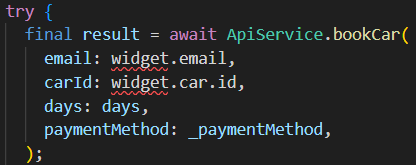 try {
  final result = await ApiService.bookCar(
    email: widget.email,
    carId: widget.car.id,
    days: days,
    paymentMethod: _paymentMethod,
  );